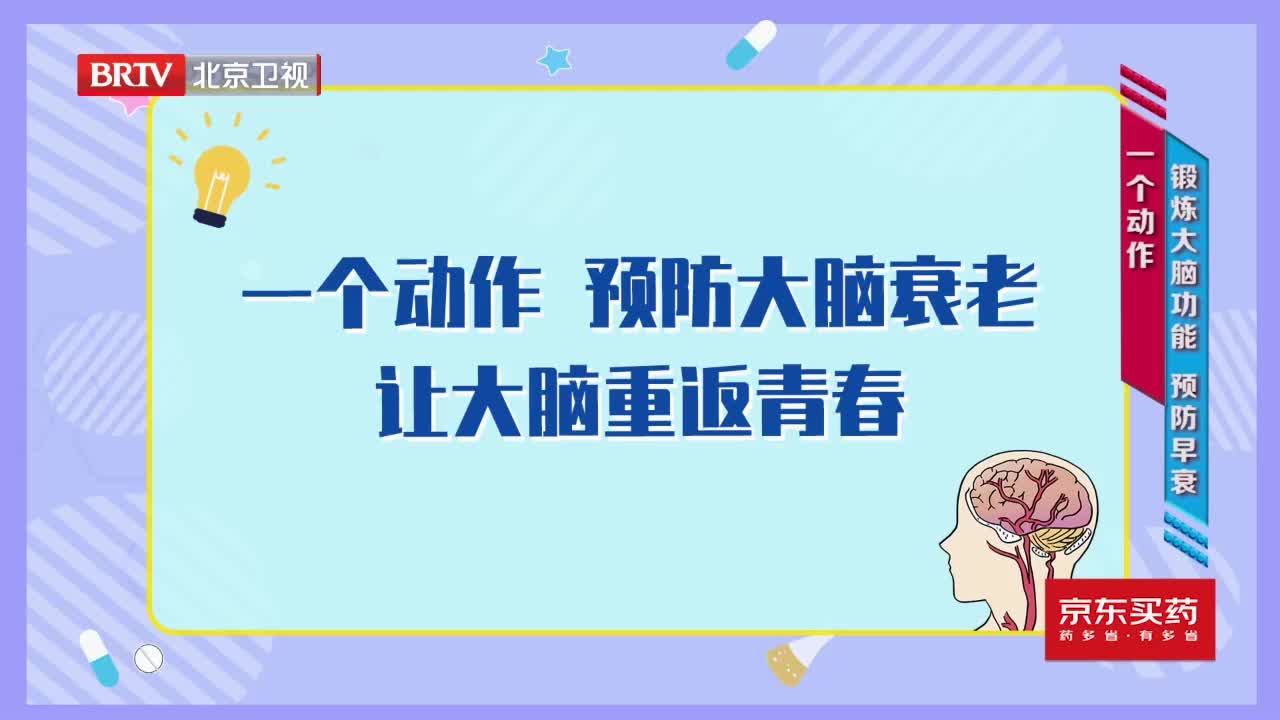 BRTV 北京卫视
一个动作 预防大脑衰老
让大脑重返青春
一个动作
锻炼大脑功能 预防早衰
京东买药
药多省·有多省